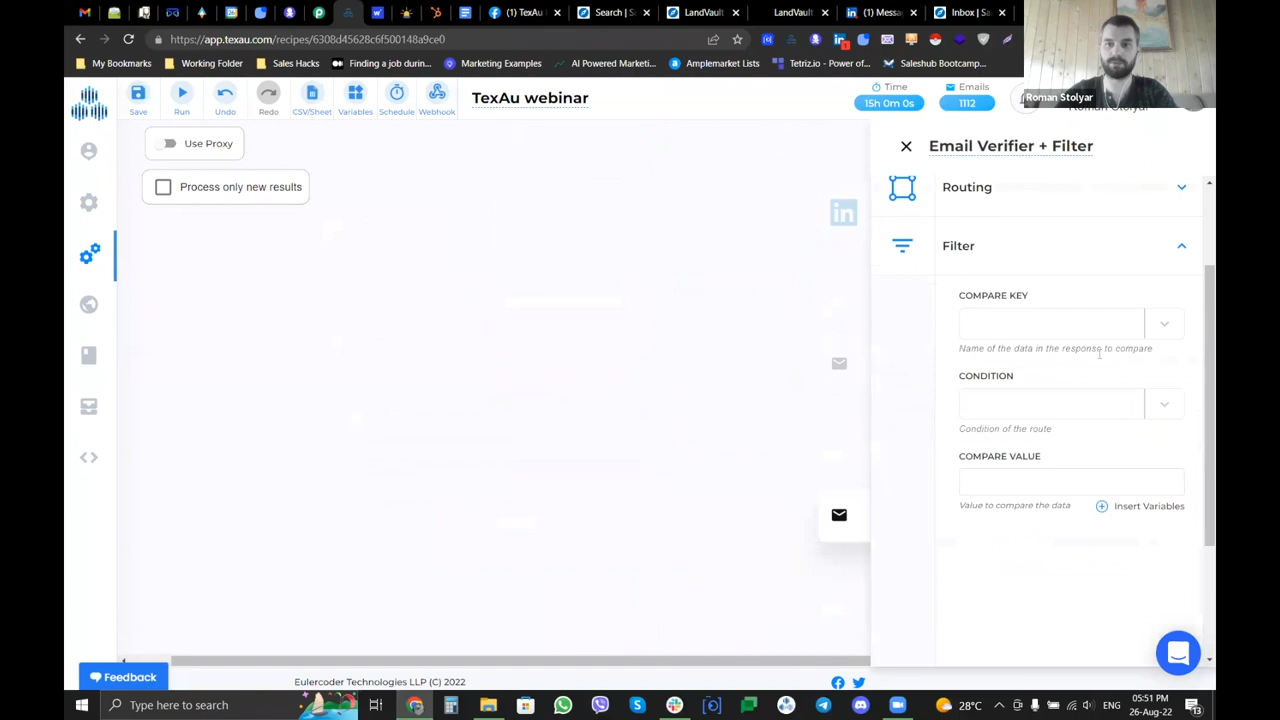 (1) TexAu
Search | S
LandVault
LandVault
(1) Messa
Inbox | Sa
https://app.texau.com/recipes/6308d45628c6f500148a9ce0
My Bookmarks
Working Folder
Sales Hacks
Finding a job durin...
Marketing Examples
AI Powered Marketi...
Amplemarket Lists
Tetriz.io - Power of...
Saleshub Bootcamp...
Roman Stolyar
Save
Run
Undo
Redo
CSV/Sheet
Variables
Schedule
Webhook
TexAu webinar
Time
15h 0m 0s
Emails
1112
Roman Stolyar
Use Proxy
Process only new results
Email Verifier + Filter
Routing
Filter
COMPARE KEY
Name of the data in the response to compare
CONDITION
Condition of the route
COMPARE VALUE
Value to compare the data
Insert Variables
Feedback
Eulercoder Technologies LLP (C) 2022
Type here to search
28°C
ENG
05:51 PM
26-Aug-22
13